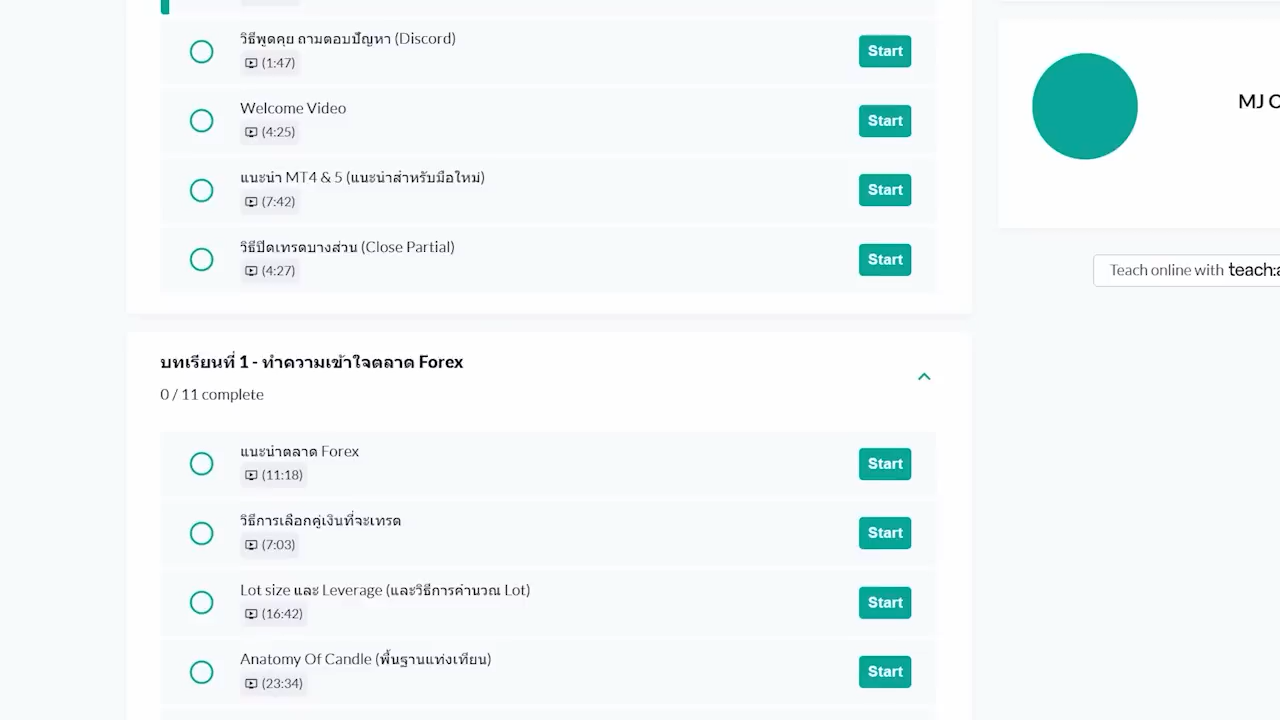 วิธีพูดคุย ถามตอบปัญหา (Discord)
(1:47)
Start
Welcome Video
(4:25)
Start
แนะนำ MT4 & 5 (แนะนำสำหรับมือใหม่)
(7:42)
Start
วิธีปิดเทรดบางส่วน (Close Partial)
(4:27)
Start
บทเรียนที่ 1 - ทำความเข้าใจตลาด Forex
0 / 11 complete
แนะนำตลาด Forex
(11:18)
Start
วิธีการเลือกคู่เงินที่จะเทรด
(7:03)
Start
Lot size และ Leverage (และวิธีการคำนวณ Lot)
(16:42)
Start
Anatomy Of Candle (พื้นฐานแท่งเทียน)
(23:34)
Start
MJ
Teach online with